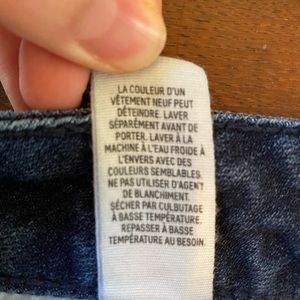 LA COULEUR D'UN
VÊTEMENT NEUF PEUT
DÉTEINDRE. LAVER
SÉPARÉMENT AVANT DE
PORTER. LAVER À LA
MACHINE À L'EAU FROIDE À
L'ENVERS AVEC DES
COULEURS SEMBLABLES.
NE PAS UTILISER D'AGENT
DE BLANCHIMENT.
SÉCHER PAR CULBUTAGE
À BASSE TEMPÉRATURE.
REPASSER À BASSE
TEMPÉRATURE AU BESOIN.